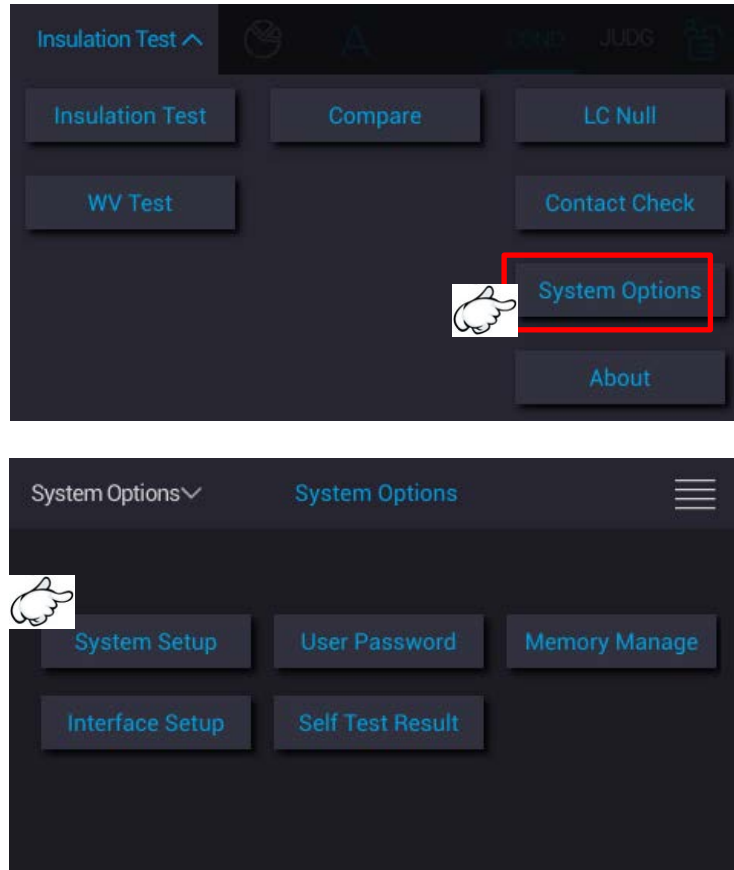 Insulation Test A COND JUDG
Insulation Test Compare LC Null
WV Test Contact Check
System Options
About
System Options System Options
System Setup User Password Memory Manage
Interface Setup Self Test Result